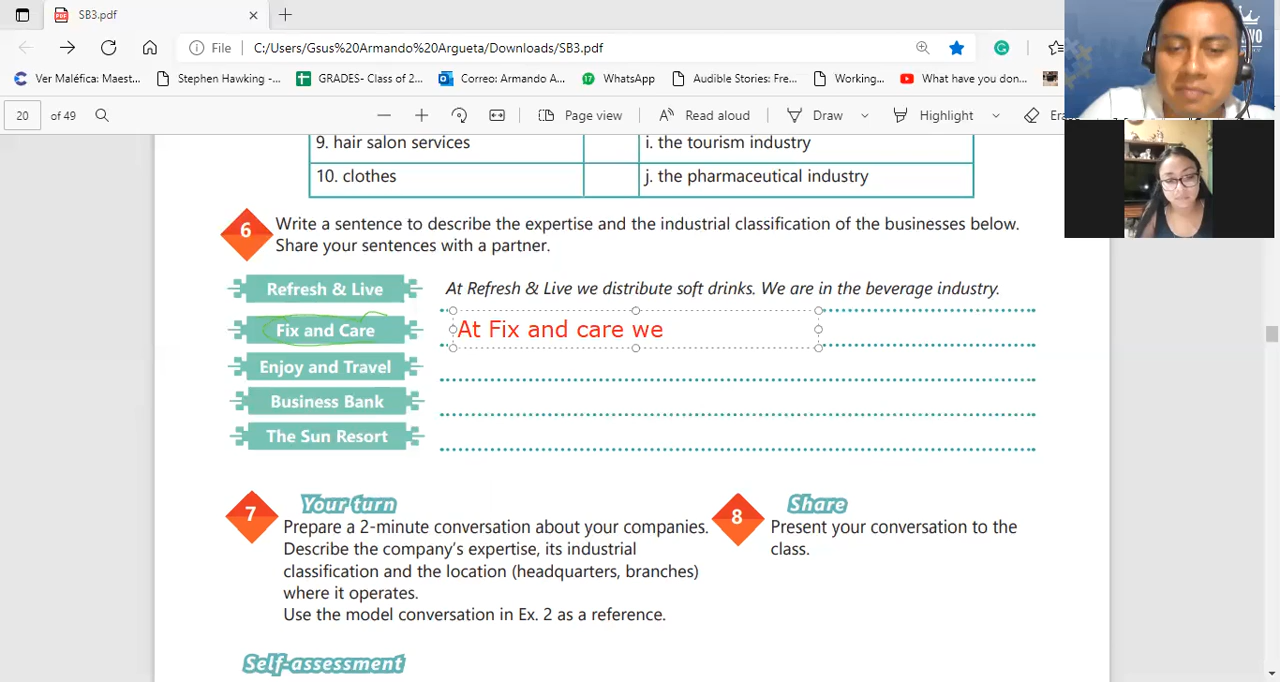 SB3.pdf
File
C:/Users/Gsus%20Armando%20Argueta/Downloads/SB3.pdf
Ver Maléfica: Maest...
Stephen Hawking -...
GRADES- Class of 2...
Correo: Armando A...
WhatsApp
Audible Stories: Fre...
Working...
What have you don...
20 of 49
Page view
Read aloud
Draw
Highlight
9. hair salon services
i. the tourism industry
10. clothes
j. the pharmaceutical industry
6
Write a sentence to describe the expertise and the industrial classification of the businesses below.
Share your sentences with a partner.
Refresh & Live
At Refresh & Live we distribute soft drinks. We are in the beverage industry.
Fix and Care
At Fix and care we
Enjoy and Travel
Business Bank
The Sun Resort
7
Your turn
Prepare a 2-minute conversation about your companies.
Describe the company's expertise, its industrial
classification and the location (headquarters, branches)
where it operates.
Use the model conversation in Ex. 2 as a reference.
8
Share
Present your conversation to the
class.
Self-assessment